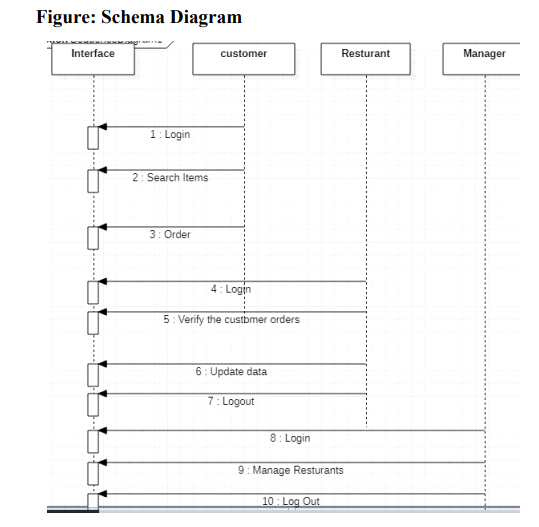 Figure: Schema Diagram
Interface
customer
Resturant
Manager
1 : Login
2 : Search Items
3 : Order
4 : Login
5 : Verify the customer orders
6 : Update data
7 : Logout
8 : Login
9 : Manage Resturants
10 : Log Out